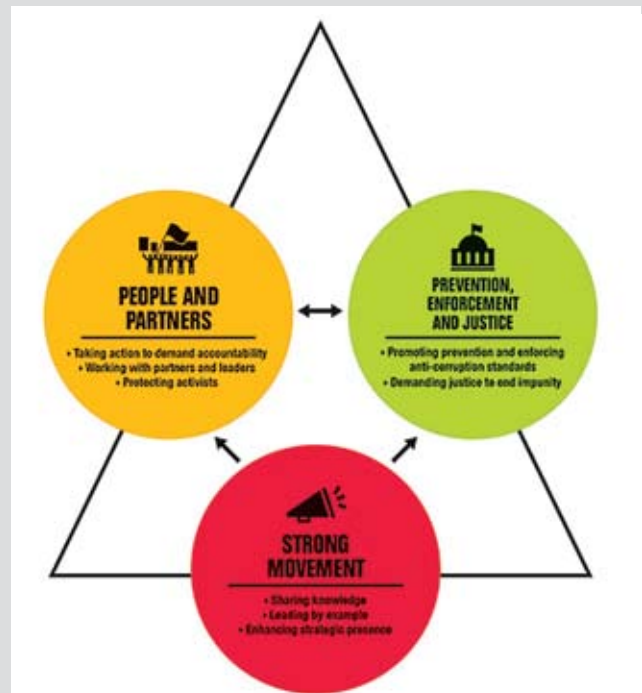 PEOPLE AND
PARTNERS
• Taking action to demand accountability
• Working with partners and leaders
• Protecting activists
PREVENTION,
ENFORCEMENT
AND JUSTICE
• Promoting prevention and enforcing
anti-corruption standards
• Demanding justice to end impunity
STRONG
MOVEMENT
• Sharing knowledge
• Leading by example
• Enhancing strategic presence